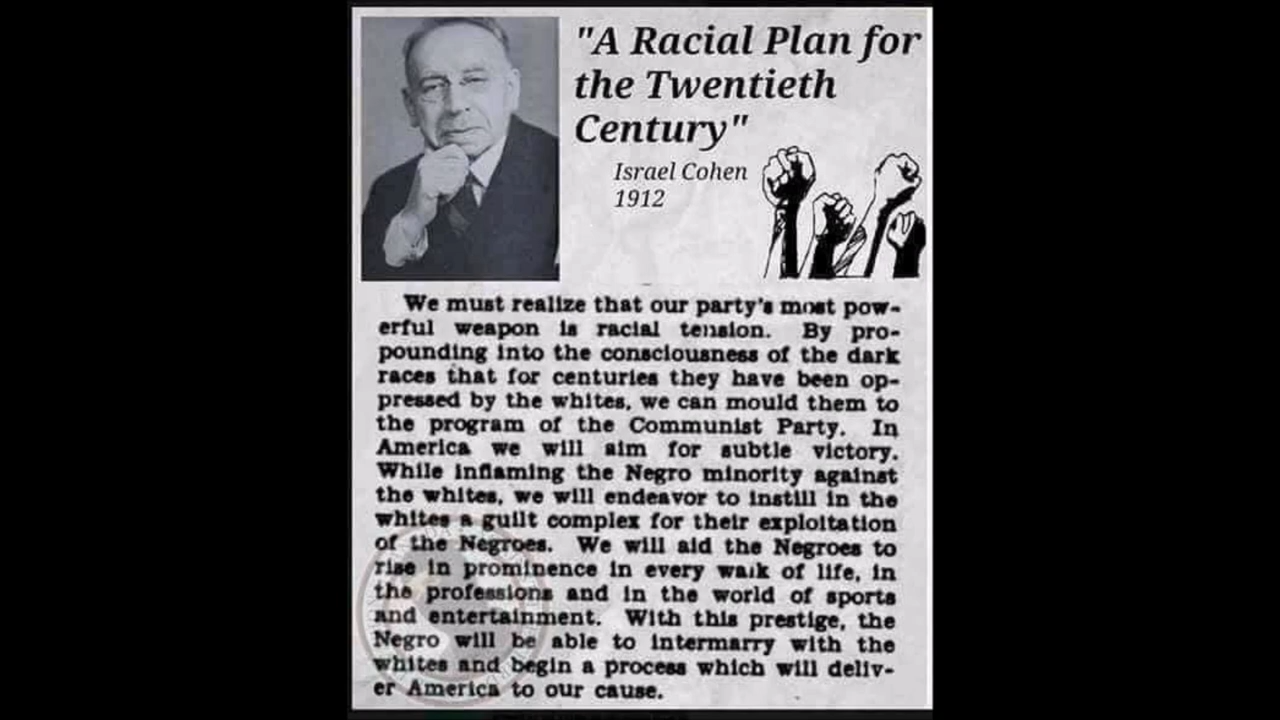 "A Racial Plan for
the Twentieth
Century"
Israel Cohen
1912
We must realize that our party's most pow-
erful weapon is racial tension. By pro-
pounding into the consciousness of the dark
races that for centuries they have been op-
pressed by the whites, we can mould them to
the program of the Communist Party. In
America we will aim for subtle victory.
While inflaming the Negro minority against
the whites, we will endeavor to instill in the
whites a guilt complex for their exploitation
of the Negroes. We will aid the Negroes to
rise in prominence in every walk of life, in
the professions and in the world of sports
and entertainment. With this prestige, the
Negro will be able to intermarry with the
whites and begin a process which will deliv-
er America to our cause.